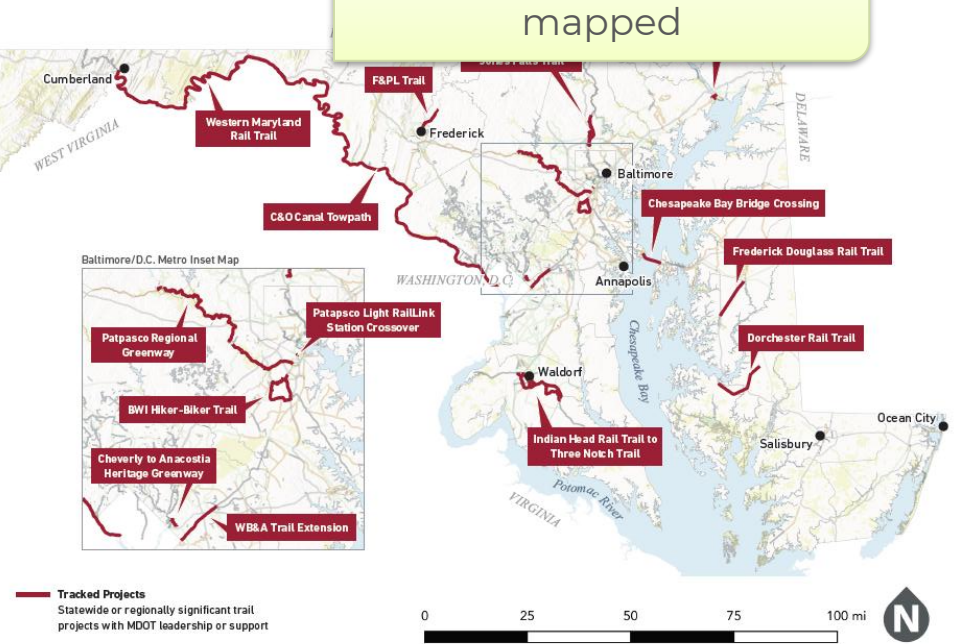 mapped
Cumberland
F&PL Trail
Western Maryland
Rail Trail
WEST VIRGINIA
Frederick
DELAWARE
Baltimore
C&O Canal Towpath
Chesapeake Bay Bridge Crossing
Frederick Douglass Rail Trail
Baltimore/D.C. Metro Inset Map
WASHINGTON, D.C.
Annapolis
Patapsco Light RailLink
Station Crossover
Patpasco Regional
Greenway
Chesapeake Bay
Dorchester Rail Trail
Waldorf
BWI Hiker-Biker Trail
Ocean City
Salisbury
Indian Head Rail Trail to
Three Notch Trail
Cheverly to Anacostia
Heritage Greenway
Potomac River
VIRGINIA
WB&A Trail Extension
Tracked Projects
Statewide or regionally significant trail
projects with MDOT leadership or support
0 25 50 75 100 mi
N